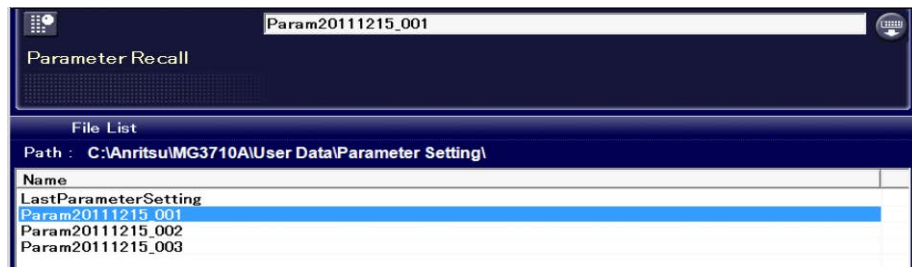 Param20111215_001
Parameter Recall
File List
Path : C:\Anritsu\MG3710A\User Data\Parameter Setting\
Name
LastParameterSetting
Param20111215_001
Param20111215_002
Param20111215_003